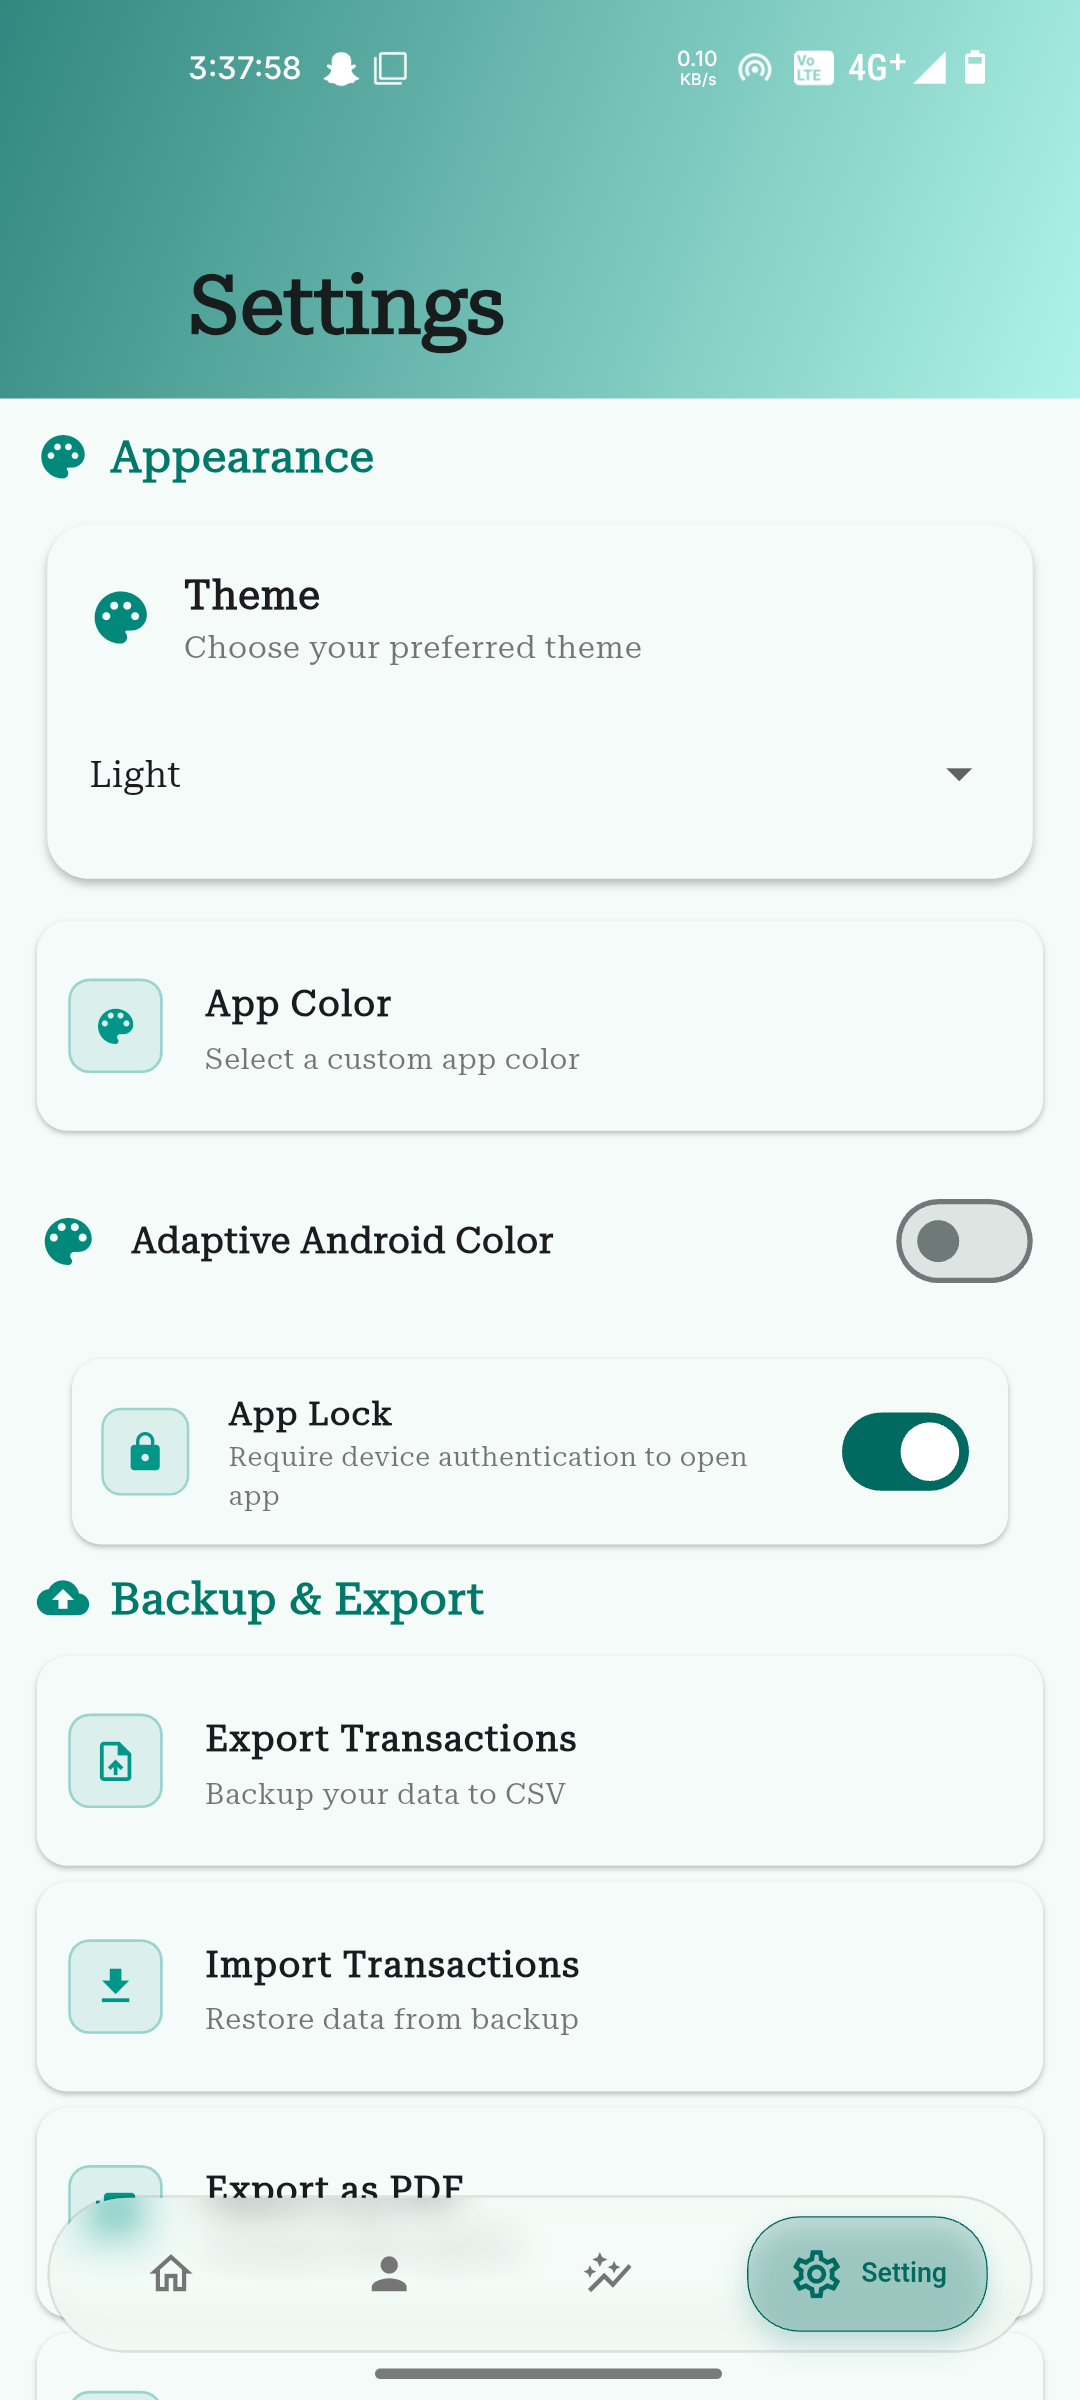 3:37:58
0.10
KB/s
Vo
LTE
4G+
Settings
Appearance
Theme
Choose your preferred theme
Light
App Color
Select a custom app color
Adaptive Android Color
App Lock
Require device authentication to open
app
Backup & Export
Export Transactions
Backup your data to CSV
Import Transactions
Restore data from backup
Export as PDF
Setting